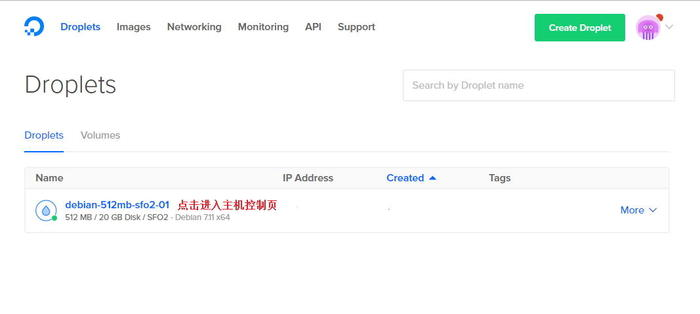 Droplets Images Networking Monitoring API Support Create Droplet
Droplets Search by Droplet name
Droplets Volumes
Name IP Address Created Tags
debian-512mb-sfo2-01 点击进入主机控制页 More
512 MB / 20 GB Disk / SFO2 - Debian 7.11 x64